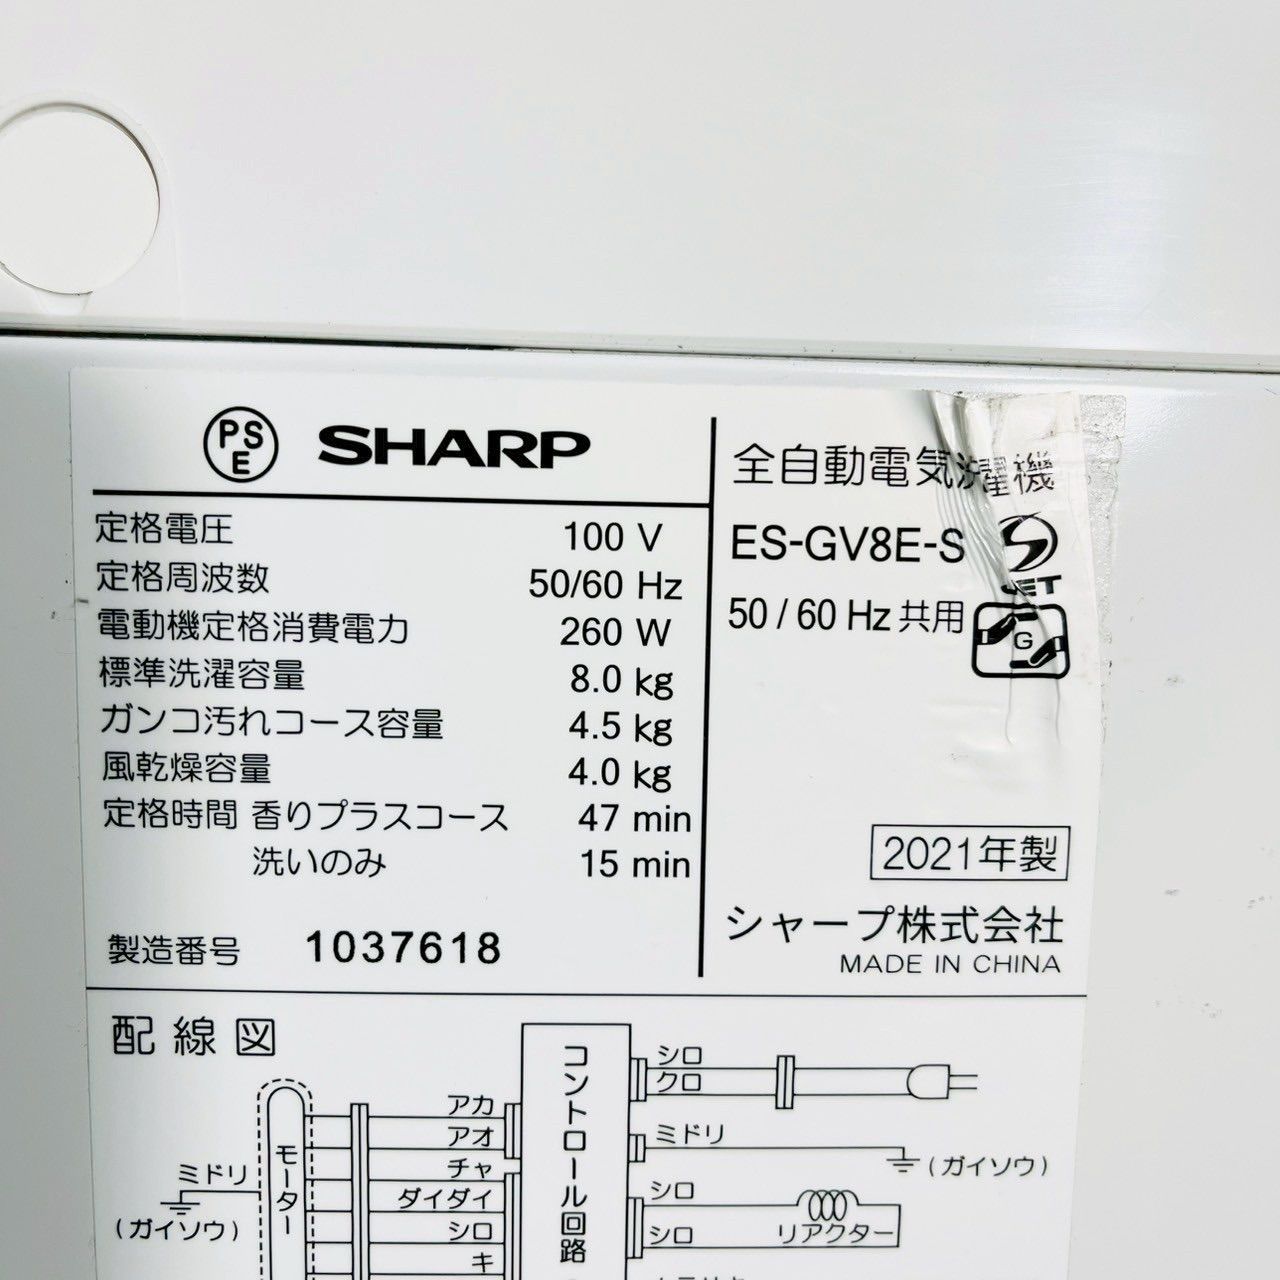 PSE SHARP
定格電圧 100 V
定格周波数 50/60 Hz
電動機定格消費電力 260 W
標準洗濯容量 8.0 kg
ガンコ汚れコース容量 4.5 kg
風乾燥容量 4.0 kg
定格時間 香りプラスコース 47 min
洗いのみ 15 min
製造番号 1037618
全自動電気洗濯機
ES-GV8E-S
JET
50 / 60 Hz 共用
G
2021年製
シャープ株式会社
MADE IN CHINA
配線図
コントロール回路
シロ
クロ
アカ
アオ
ミドリ
チャ
(ガイソウ)
モーター
ミドリ
ダイダイ
シロ
(ガイソウ)
シロ
リアクター
シロ
キ